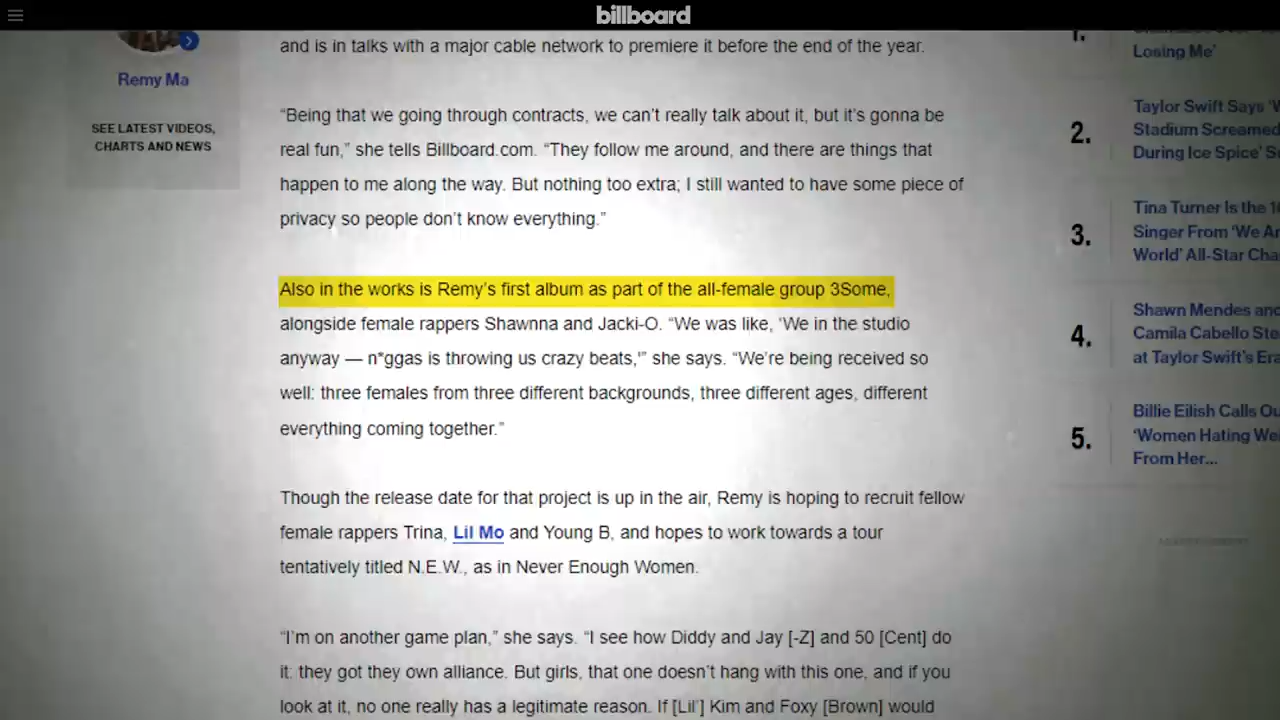 billboard
Remy Ma
SEE LATEST VIDEOS,
CHARTS AND NEWS
and is in talks with a major cable network to premiere it before the end of the year.
“Being that we going through contracts, we can’t really talk about it, but it’s gonna be
real fun,” she tells Billboard.com. “They follow me around, and there are things that
happen to me along the way. But nothing too extra; I still wanted to have some piece of
privacy so people don’t know everything.”
Also in the works is Remy’s first album as part of the all-female group 3Some,
alongside female rappers Shawnna and Jacki-O. “We was like, ‘We in the studio
anyway — n*ggas is throwing us crazy beats,’” she says. “We’re being received so
well: three females from three different backgrounds, three different ages, different
everything coming together.”
Though the release date for that project is up in the air, Remy is hoping to recruit fellow
female rappers Trina, Lil Mo and Young B, and hopes to work towards a tour
tentatively titled N.E.W., as in Never Enough Women.
“I’m on another game plan,” she says. “I see how Diddy and Jay [-Z] and 50 [Cent] do
it: they got they own alliance. But girls, that one doesn’t hang with this one, and if you
look at it, no one really has a legitimate reason. If [Lil’] Kim and Foxy [Brown] would
1.
Losing Me’
2.
Taylor Swift Says
Stadium Screamed
During Ice Spice’
3.
Tina Turner Is the
Singer From ‘We
World’ All-Star
4.
Shawn Mendes and
Camila Cabello
at Taylor Swift’s
5.
Billie Eilish Calls
‘Women Hating
From Her...